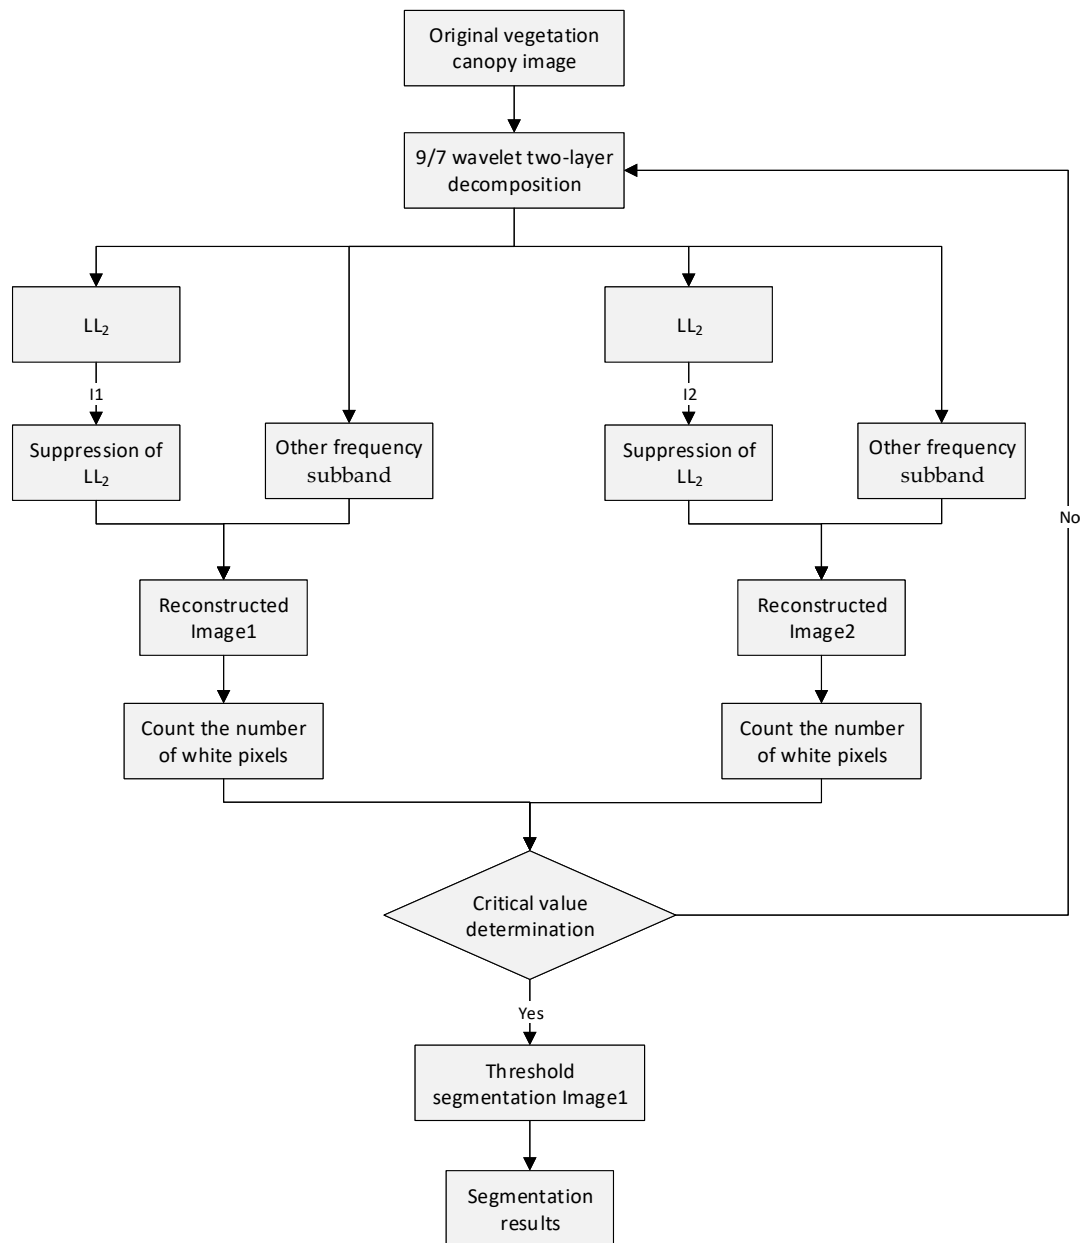 Original vegetation
canopy image
9/7 wavelet two-layer
decomposition
LL₂
LL₂
I1
I2
Suppression of
LL₂
Other frequency
subband
Suppression of
LL₂
Other frequency
subband
No
Reconstructed
Image1
Reconstructed
Image2
Count the number
of white pixels
Count the number
of white pixels
Critical value
determination
Yes
Threshold
segmentation Image1
Segmentation
results